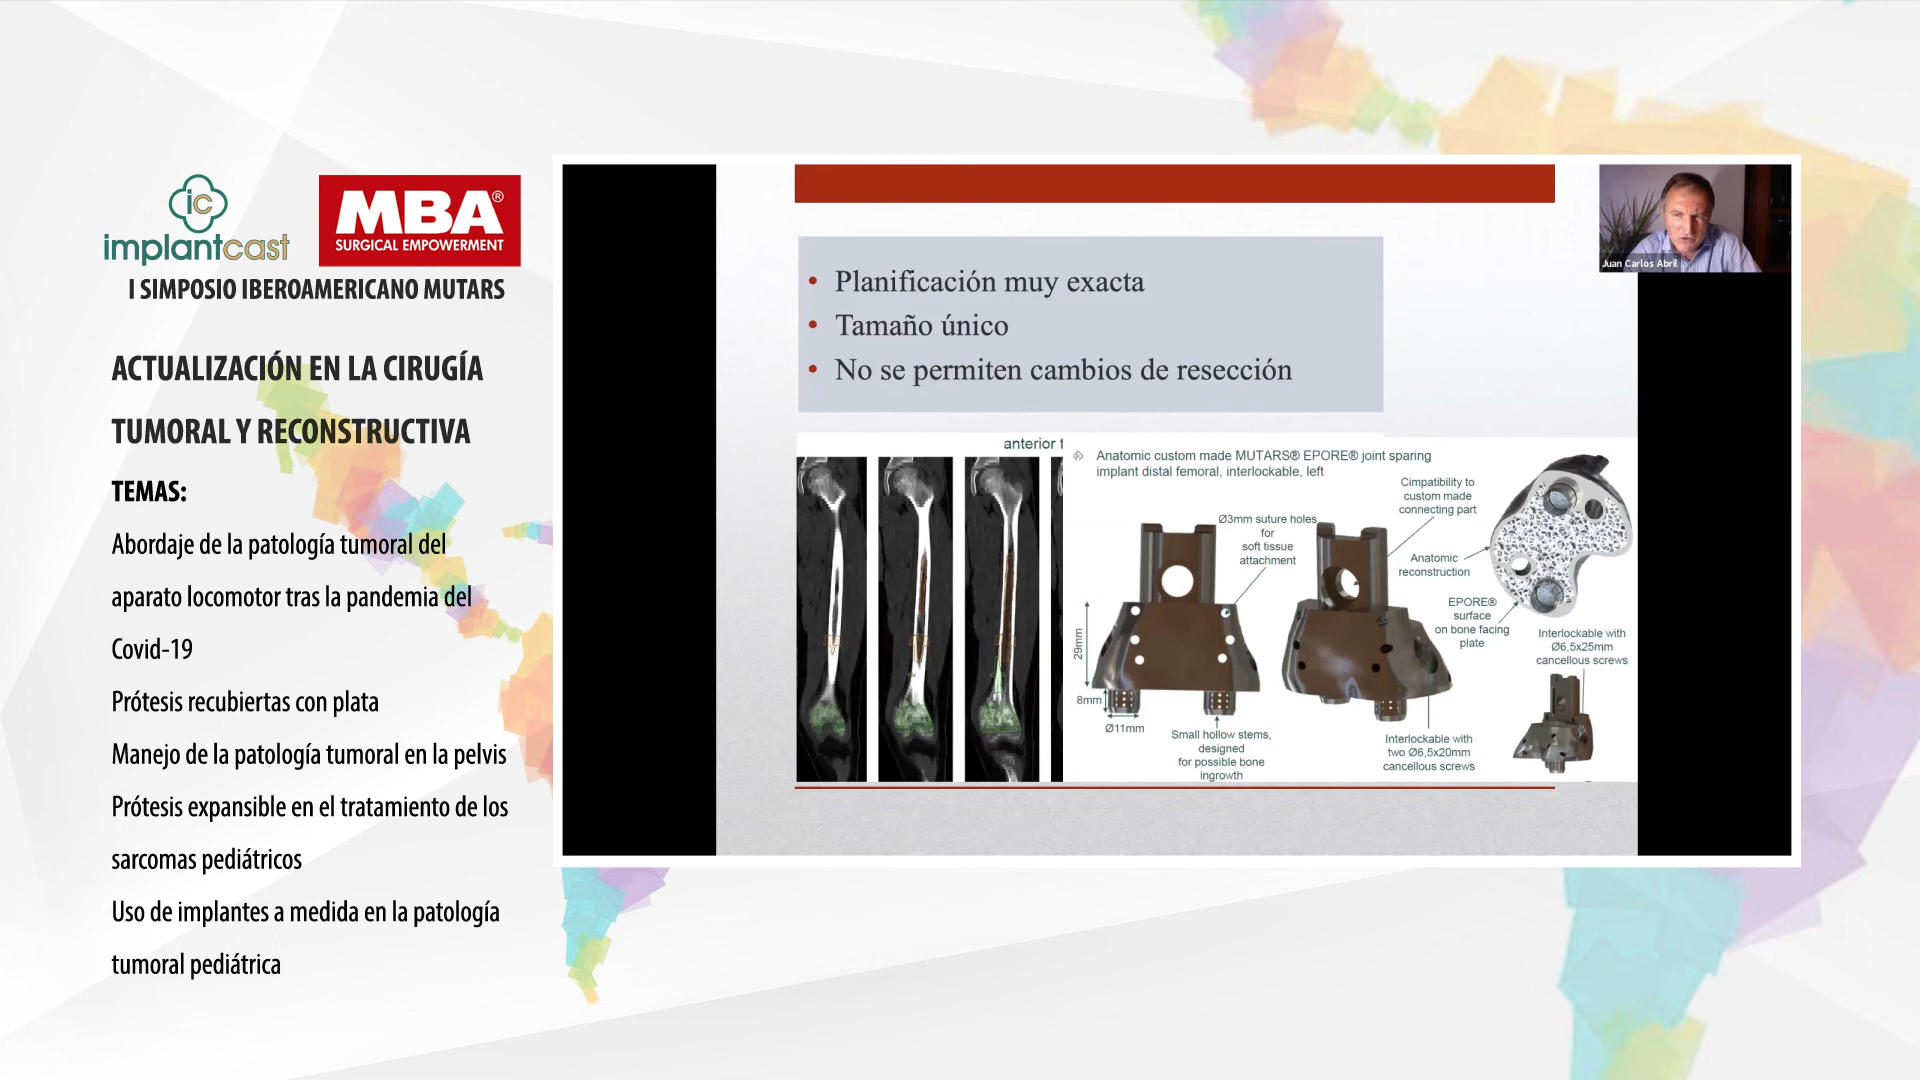 ic
implantcast
MBA®
SURGICAL EMPOWERMENT
I SIMPOSIO IBEROAMERICANO MUTARS
ACTUALIZACIÓN EN LA CIRUGÍA
TUMORAL Y RECONSTRUCTIVA
TEMAS:
Abordaje de la patología tumoral del
aparato locomotor tras la pandemia del
Covid-19
Prótesis recubiertas con plata
Manejo de la patología tumoral en la pelvis
Prótesis expansible en el tratamiento de los
sarcomas pediátricos
Uso de implantes a medida en la patología
tumoral pediátrica
Juan Carlos Abril
• Planificación muy exacta
• Tamaño único
• No se permiten cambios de resección
anterior f
Anatomic custom made MUTARS® EPORE® joint sparing
implant distal femoral, interlockable, left
Cimpatibility to
custom made
connecting part
Ø3mm suture holes
for
soft tissue
attachment
Anatomic
reconstruction
EPORE®
surface
on bone facing
plate
Interlockable with
Ø6,5x25mm
cancellous screws
29mm
8mm
Ø11mm
Small hollow stems,
designed
for possible bone
ingrowth
Interlockable with
two Ø6,5x20mm
cancellous screws